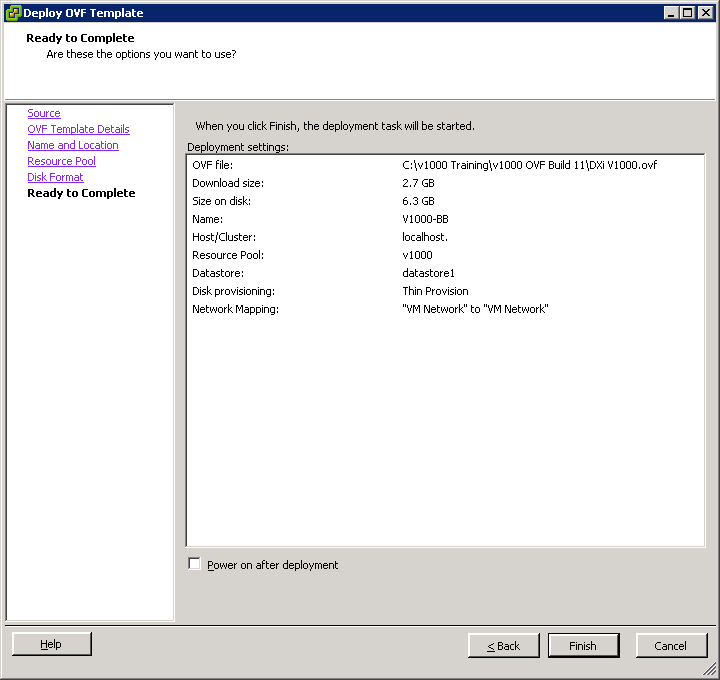 Deploy OVF Template
Ready to Complete
Are these the options you want to use?
Source
OVF Template Details
Name and Location
Resource Pool
Disk Format
Ready to Complete
When you click Finish, the deployment task will be started.
Deployment settings:
OVF file: C:\v1000 Training\v1000 OVF Build 11\DXi V1000.ovf
Download size: 2.7 GB
Size on disk: 6.3 GB
Name: V1000-BB
Host/Cluster: localhost.
Resource Pool: v1000
Datastore: datastore1
Disk provisioning: Thin Provision
Network Mapping: "VM Network" to "VM Network"
Power on after deployment
Help
< Back
Finish
Cancel